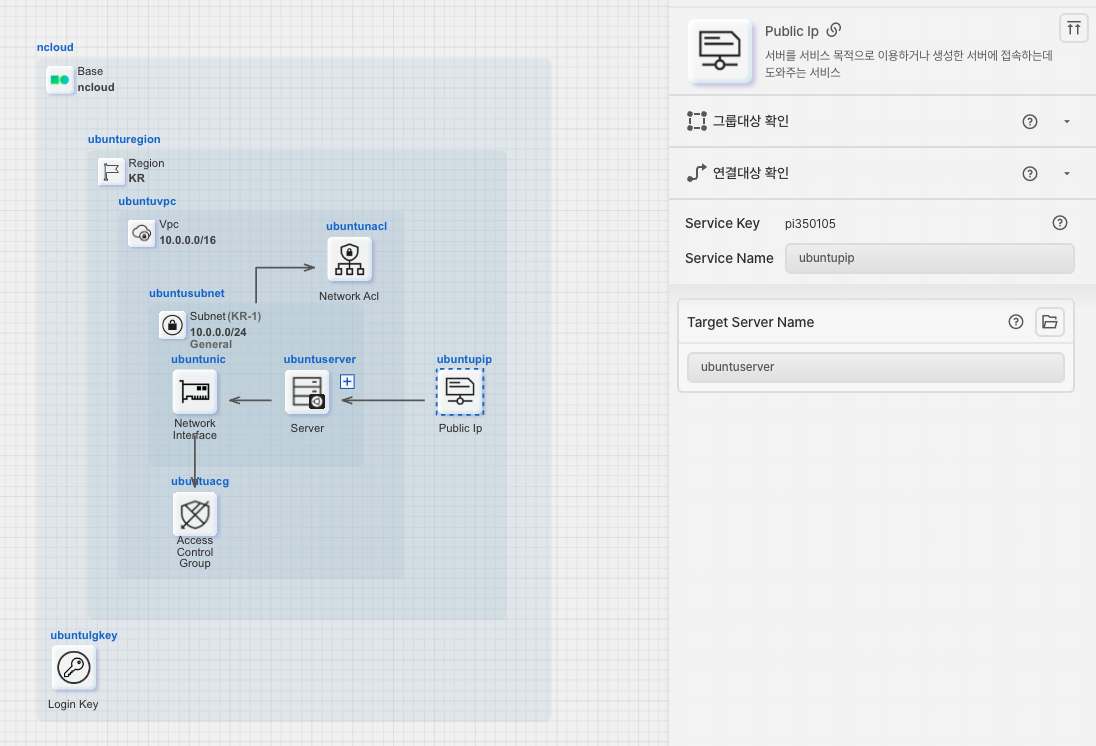 ncloud
Base
ncloud
ubunturegion
Region
KR
ubuntuvpc
Vpc
10.0.0.0/16
ubuntunacl
Network Acl
ubuntusubnet
Subnet (KR-1)
10.0.0.0/24
General
ubuntunic
Network
Interface
ubuntuserver
Server
ubuntupip
Public Ip
ubuntuacg
Access
Control
Group
ubuntulgkey
Login Key
Public Ip
서버를 서비스 목적으로 이용하거나 생성한 서버에 접속하는데
도와주는 서비스
그룹대상 확인
연결대상 확인
Service Key pi350105
Service Name ubuntupip
Target Server Name
ubuntuserver